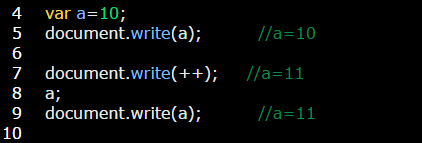 4 var a=10;
5 document.write(a); //a=10
6
7 document.write(++); //a=11
8 a;
9 document.write(a); //a=11
10